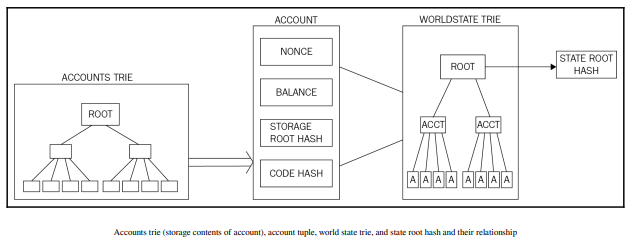 ACCOUNTS TRIE
ROOT
ACCOUNT
NONCE
BALANCE
STORAGE
ROOT HASH
CODE HASH
WORLDSTATE TRIE
ROOT
ACCT ACCT
A A A A A A A A
STATE ROOT
HASH
Accounts trie (storage contents of account), account tuple, world state trie, and state root hash and their relationship